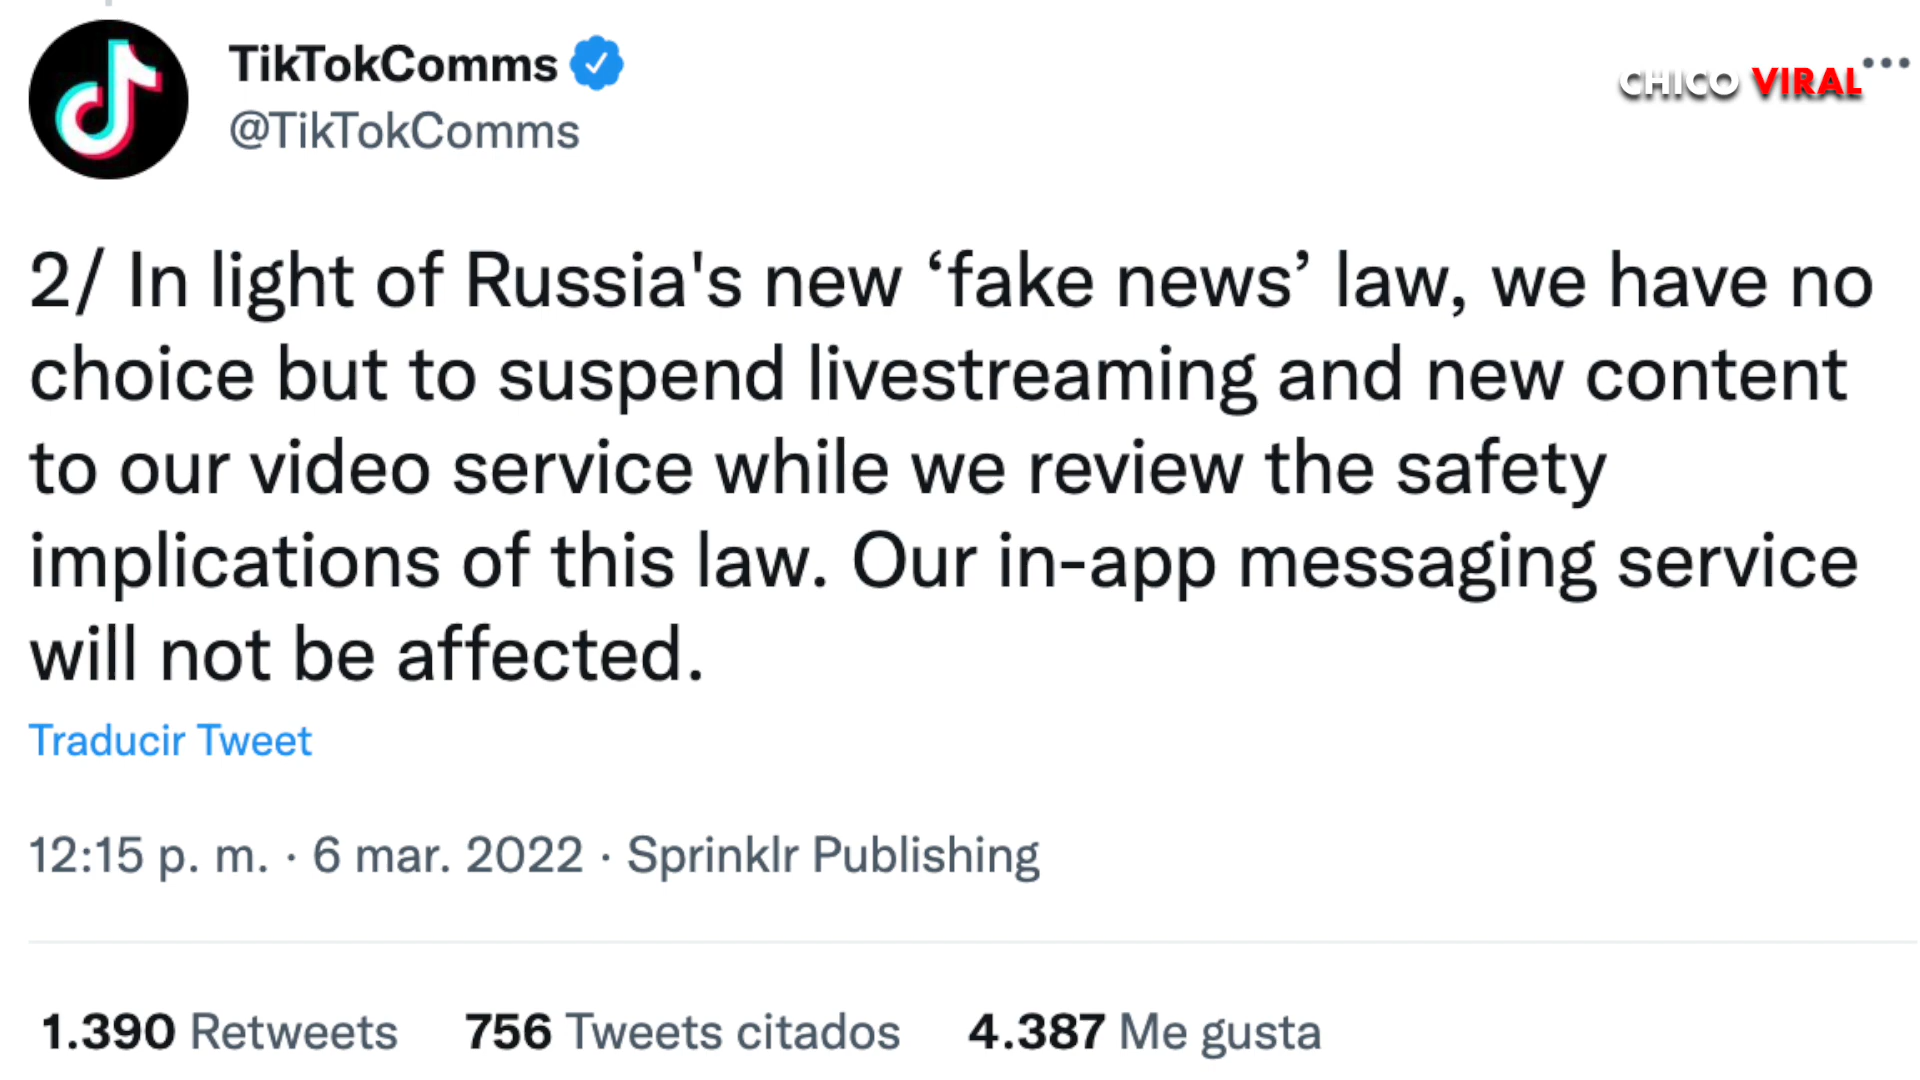 TikTokComms
CHICO VIRAL
@TikTokComms
2/ In light of Russia's new ‘fake news’ law, we have no
choice but to suspend livestreaming and new content
to our video service while we review the safety
implications of this law. Our in-app messaging service
will not be affected.
Traducir Tweet
12:15 p. m. · 6 mar. 2022 · Sprinklr Publishing
1.390 Retweets 756 Tweets citados 4.387 Me gusta